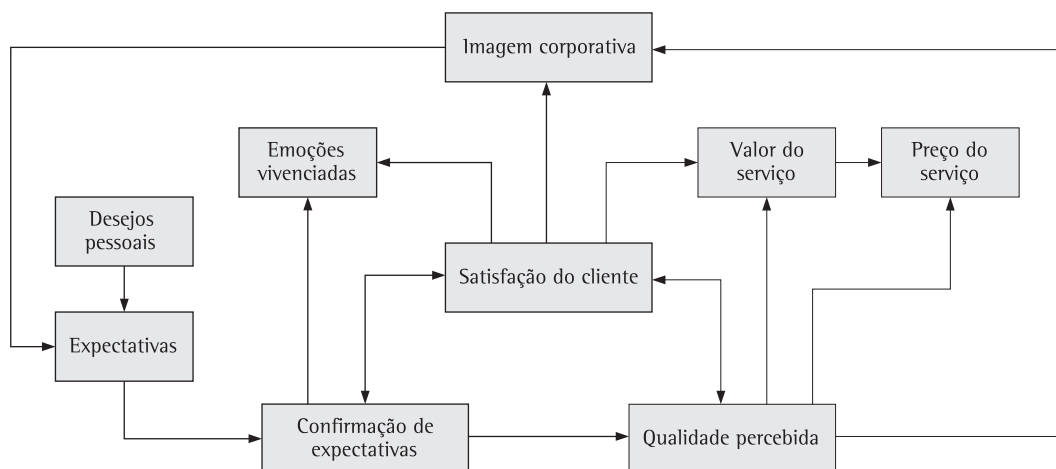 Imagem corporativa
Emoções
vivenciadas
Valor do
serviço
Preço do
serviço
Desejos
pessoais
Satisfação do cliente
Expectativas
Confirmação de
expectativas
Qualidade percebida